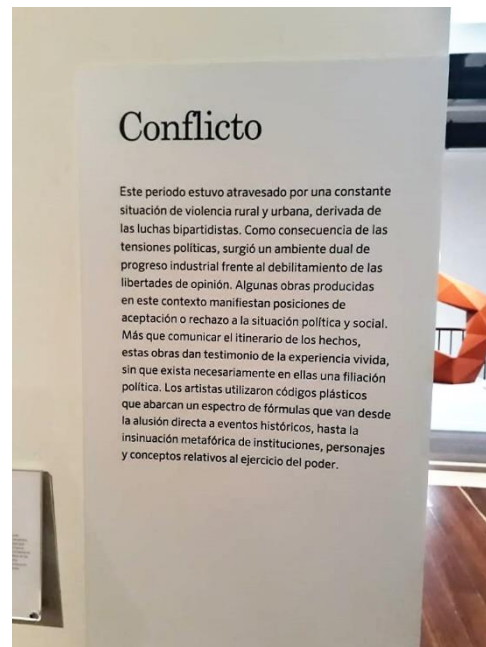 Conflicto
Este periodo estuvo atravesado por una constante
situación de violencia rural y urbana, derivada de
las luchas bipartidistas. Como consecuencia de las
tensiones políticas, surgió un ambiente dual de
progreso industrial frente al debilitamiento de las
libertades de opinión. Algunas obras producidas
en este contexto manifiestan posiciones de
aceptación o rechazo a la situación política y social.
Más que comunicar el itinerario de los hechos,
estas obras dan testimonio de la experiencia vivida,
sin que exista necesariamente en ellas una filiación
política. Los artistas utilizaron códigos plásticos
que abarcan un espectro de fórmulas que van desde
la alusión directa a eventos históricos, hasta la
insinuación metafórica de instituciones, personajes
y conceptos relativos al ejercicio del poder.